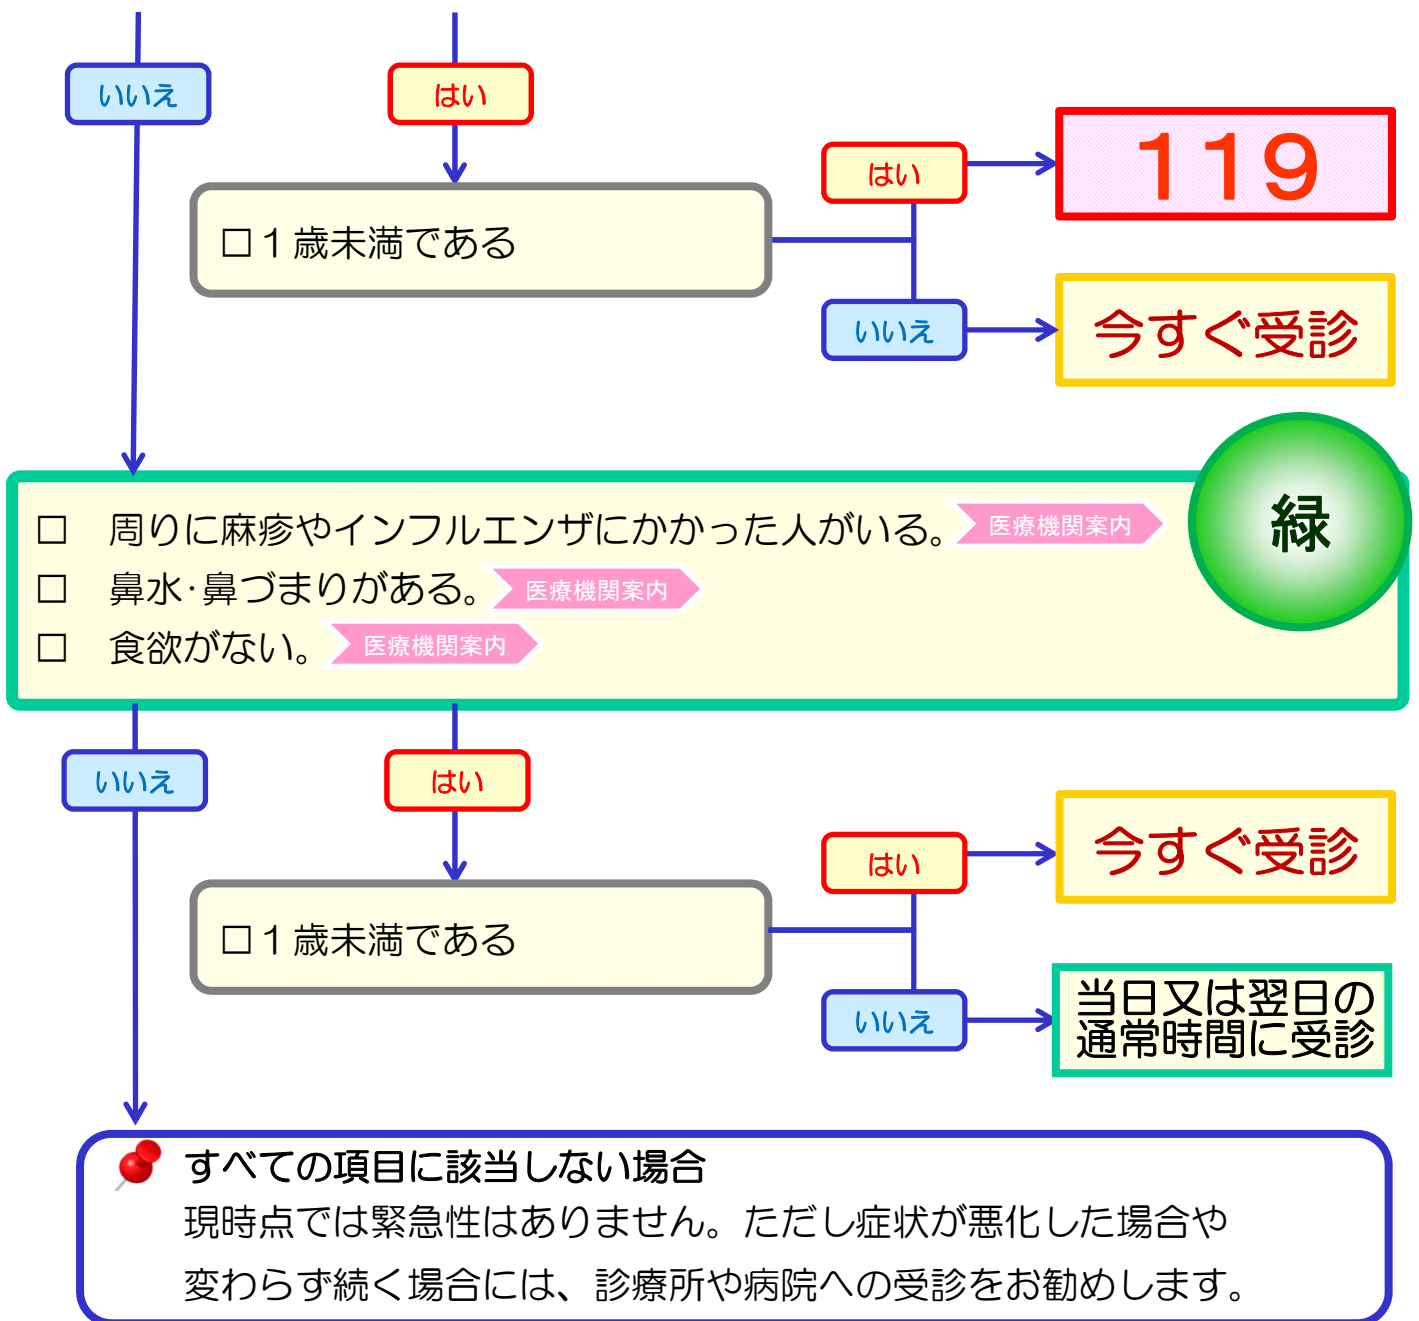 いいえ
はい
はい
119
□1歳未満である
いいえ
今すぐ受診
緑
□ 周りに麻疹やインフルエンザにかかった人がいる。 医療機関案内
□ 鼻水・鼻づまりがある。 医療機関案内
□ 食欲がない。 医療機関案内
いいえ
はい
はい
今すぐ受診
□1歳未満である
いいえ
当日又は翌日の
通常時間に受診
すべての項目に該当しない場合
現時点では緊急性はありません。ただし症状が悪化した場合や
変わらず続く場合には、診療所や病院への受診をお勧めします。